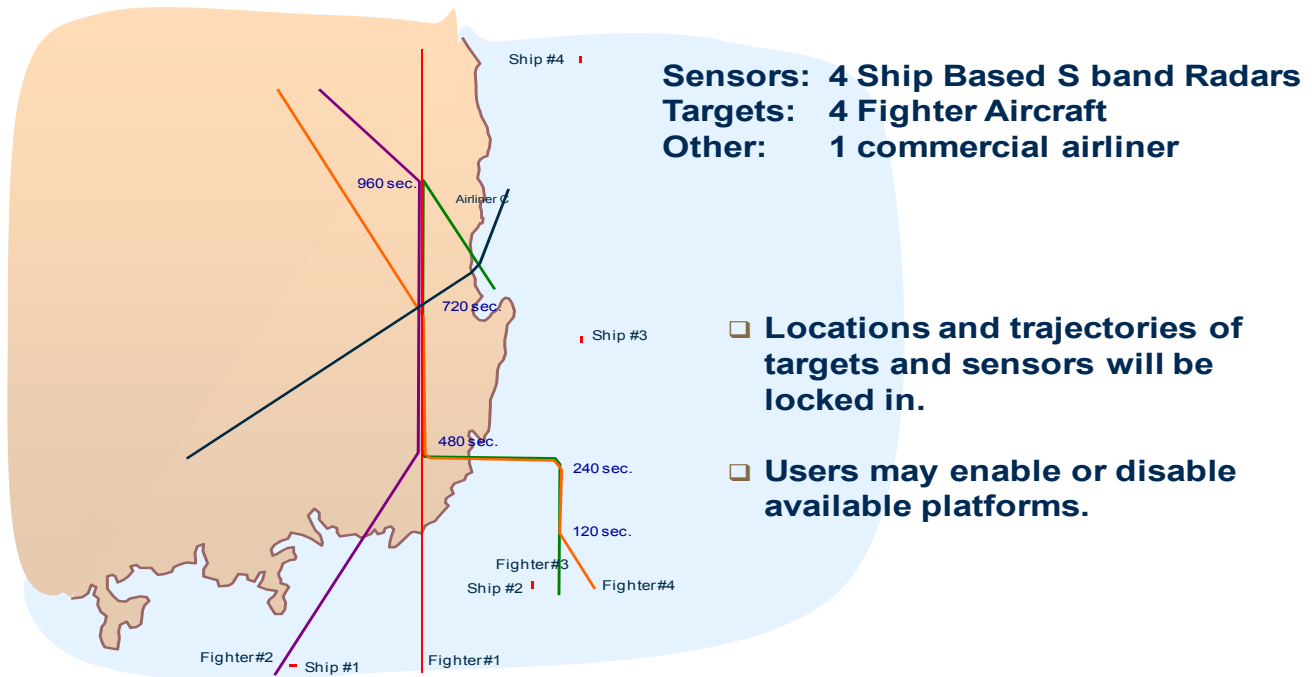 Ship #4
Sensors: 4 Ship Based S band Radars
Targets: 4 Fighter Aircraft
Other: 1 commercial airliner
960 sec.
Airliner C
720 sec.
Ship #3
❑ Locations and trajectories of
targets and sensors will be
locked in.
480 sec.
240 sec.
❑ Users may enable or disable
available platforms.
120 sec.
Fighter#3
Ship #2
Fighter#4
Fighter#2
Ship #1
Fighter#1